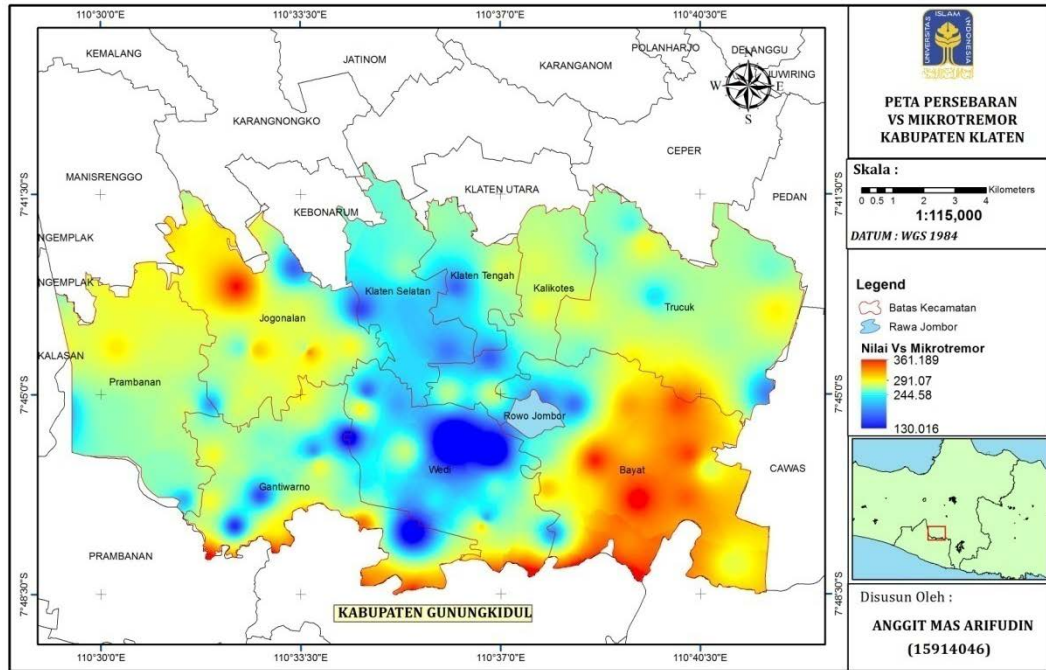 110°30'0"E
110°33'30"E
110°37'0"E
110°40'30"E
KEMALANG
JATINOM
POLANHARJO
DELANGGU
KARANGANOM
N
W
E
S
KARANGNONGKO
CEPER
MANISRENGGO
KLATEN UTARA
7°41'30"S
7°41'30"S
PEDAN
KEBONARUM
NGEMPLAK
NGEMPLAK
Klaten Tengah
Klaten Selatan
Kalikotes
Trucuk
Jogonalan
KALASAN
Prambanan
7°45'0"S
7°45'0"S
Rowo Jombor
Wedi
Bayat
CAWAS
Gantiwarno
PRAMBANAN
7°48'30"S
7°48'30"S
KABUPATEN GUNUNGKIDUL
110°30'0"E
110°33'30"E
110°37'0"E
110°40'30"E
UNIVERSITAS ISLAM INDONESIA
PETA PERSEBARAN
VS MIKROTREMOR
KABUPATEN KLATEN
Skala :
Kilometers
0 0.5 1 2 3 4
1:115,000
DATUM : WGS 1984
Legend
Batas Kecamatan
Rawa Jombor
Nilai Vs Mikrotremor
361.189
291.07
244.58
130.016
Disusun Oleh :
ANGGIT MAS ARIFUDIN
(15914046)